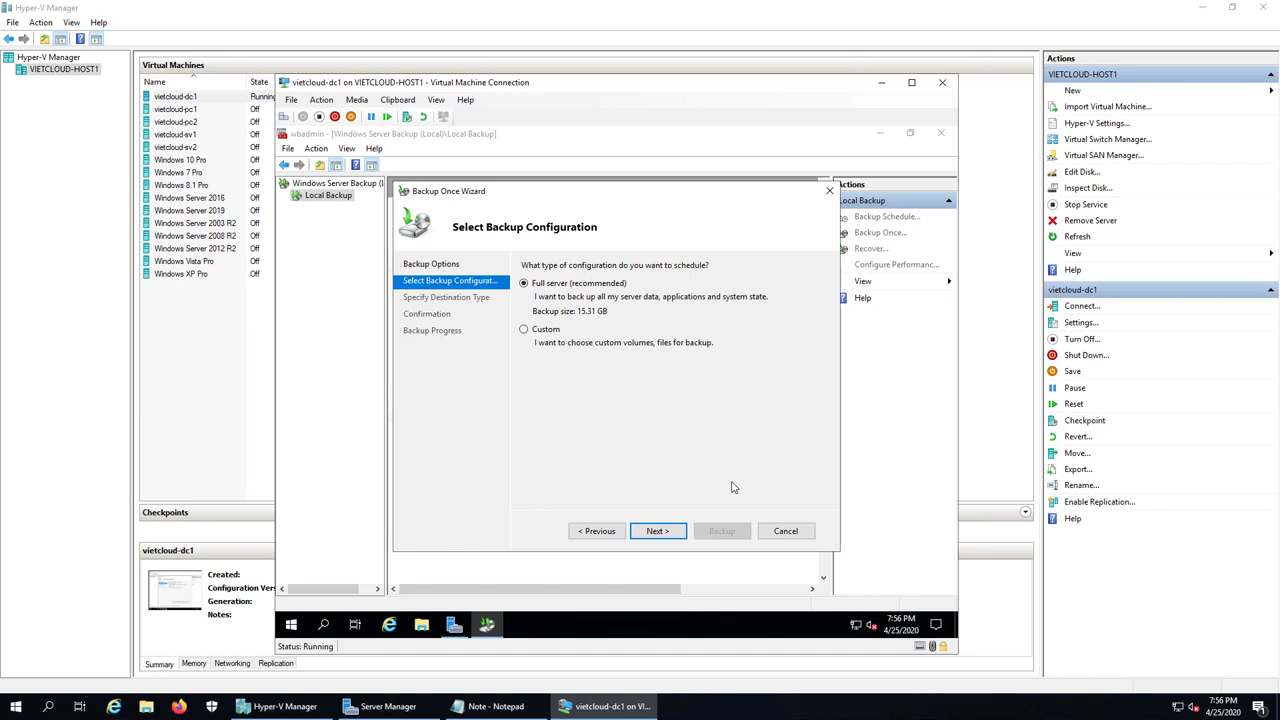 Hyper-V Manager
File Action View Help
Hyper-V Manager
VIETCLOUD-HOST1
Virtual Machines
Name State
vietcloud-dc1 Running
vietcloud-pc1 Off
vietcloud-pc2 Off
vietcloud-sv1 Off
vietcloud-sv2 Off
Windows 10 Pro Off
Windows 7 Pro Off
Windows 8.1 Pro Off
Windows Server 2016 Off
Windows Server 2019 Off
Windows Server 2003 R2 Off
Windows Server 2008 R2 Off
Windows Server 2012 R2 Off
Windows Vista Pro Off
Windows XP Pro Off
Checkpoints
vietcloud-dc1
Created:
Configuration Vers
Generation:
Notes:
Summary Memory Networking Replication
vietcloud-dc1 on VIETCLOUD-HOST1 - Virtual Machine Connection
File Action Media Clipboard View Help
wbadmin - [Windows Server Backup (Local)\Local Backup]
File Action View Help
Windows Server Backup (L
Local Backup
Backup Once Wizard
Select Backup Configuration
Backup Options
Select Backup Configurat...
Specify Destination Type
Confirmation
Backup Progress
What type of configuration do you want to schedule?
Full server (recommended)
I want to back up all my server data, applications and system state.
Backup size: 15.31 GB
Custom
I want to choose custom volumes, files for backup.
< Previous Next > Backup Cancel
Actions
Local Backup
Backup Schedule...
Backup Once...
Recover...
Configure Performanc...
View
Help
7:56 PM
4/25/2020
Status: Running
Actions
VIETCLOUD-HOST1
New
Import Virtual Machine...
Hyper-V Settings...
Virtual Switch Manager...
Virtual SAN Manager...
Edit Disk...
Inspect Disk...
Stop Service
Remove Server
Refresh
View
Help
vietcloud-dc1
Connect...
Settings...
Turn Off...
Shut Down...
Save
Pause
Reset
Checkpoint
Revert...
Move...
Export...
Rename...
Enable Replication...
Help
Hyper-V Manager Server Manager Note - Notepad vietcloud-dc1 on VI...
7:56 PM
4/25/2020
1